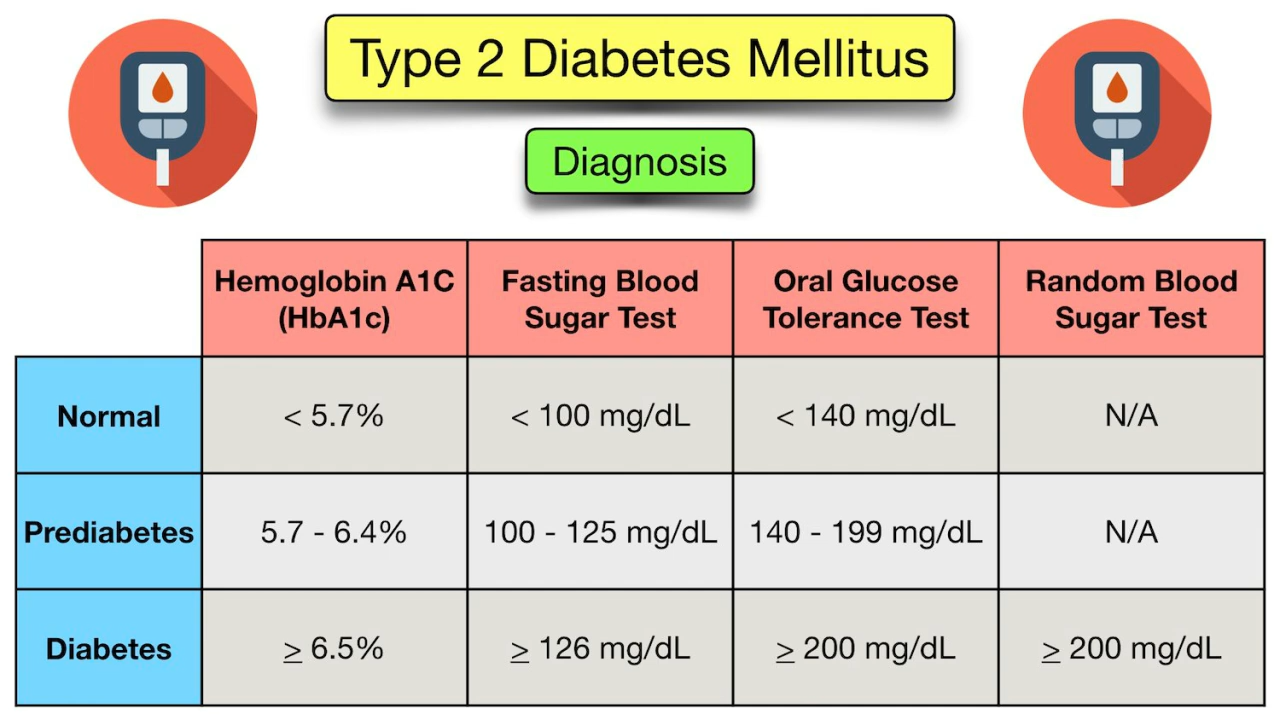 Type 2 Diabetes Mellitus
Diagnosis
Hemoglobin A1C (HbA1c) Fasting Blood Sugar Test Oral Glucose Tolerance Test Random Blood Sugar Test
Normal < 5.7% < 100 mg/dL < 140 mg/dL N/A
Prediabetes 5.7 - 6.4% 100 - 125 mg/dL 140 - 199 mg/dL N/A
Diabetes ≥ 6.5% ≥ 126 mg/dL ≥ 200 mg/dL ≥ 200 mg/dL